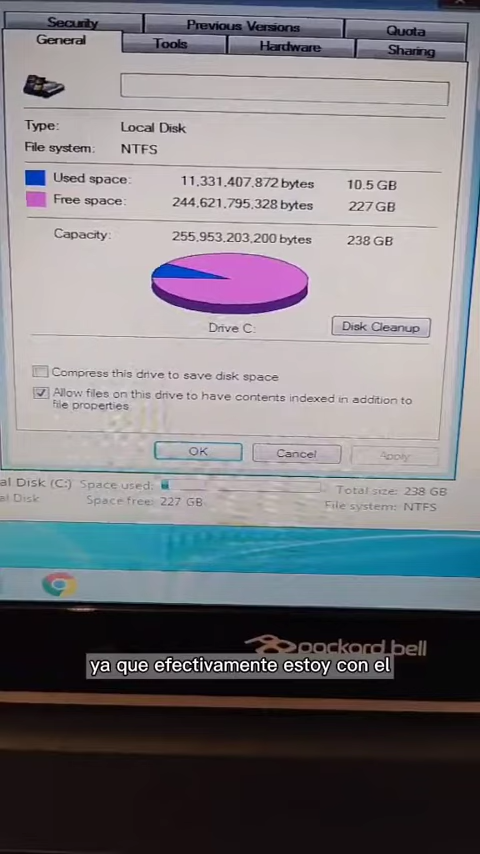 Security Previous Versions Quota
General Tools Hardware Sharing
Type: Local Disk
File system: NTFS
Used space: 11,331,407,872 bytes 10.5 GB
Free space: 244,621,795,328 bytes 227 GB
Capacity: 255,953,203,200 bytes 238 GB
Drive C:
Disk Cleanup
Compress this drive to save disk space
Allow files on this drive to have contents indexed in addition to
file properties
OK Cancel Apply
al Disk (C:) Space used: Total size: 238 GB
al Disk Space free: 227 GB File system: NTFS
packard bell
ya que efectivamente estoy con el